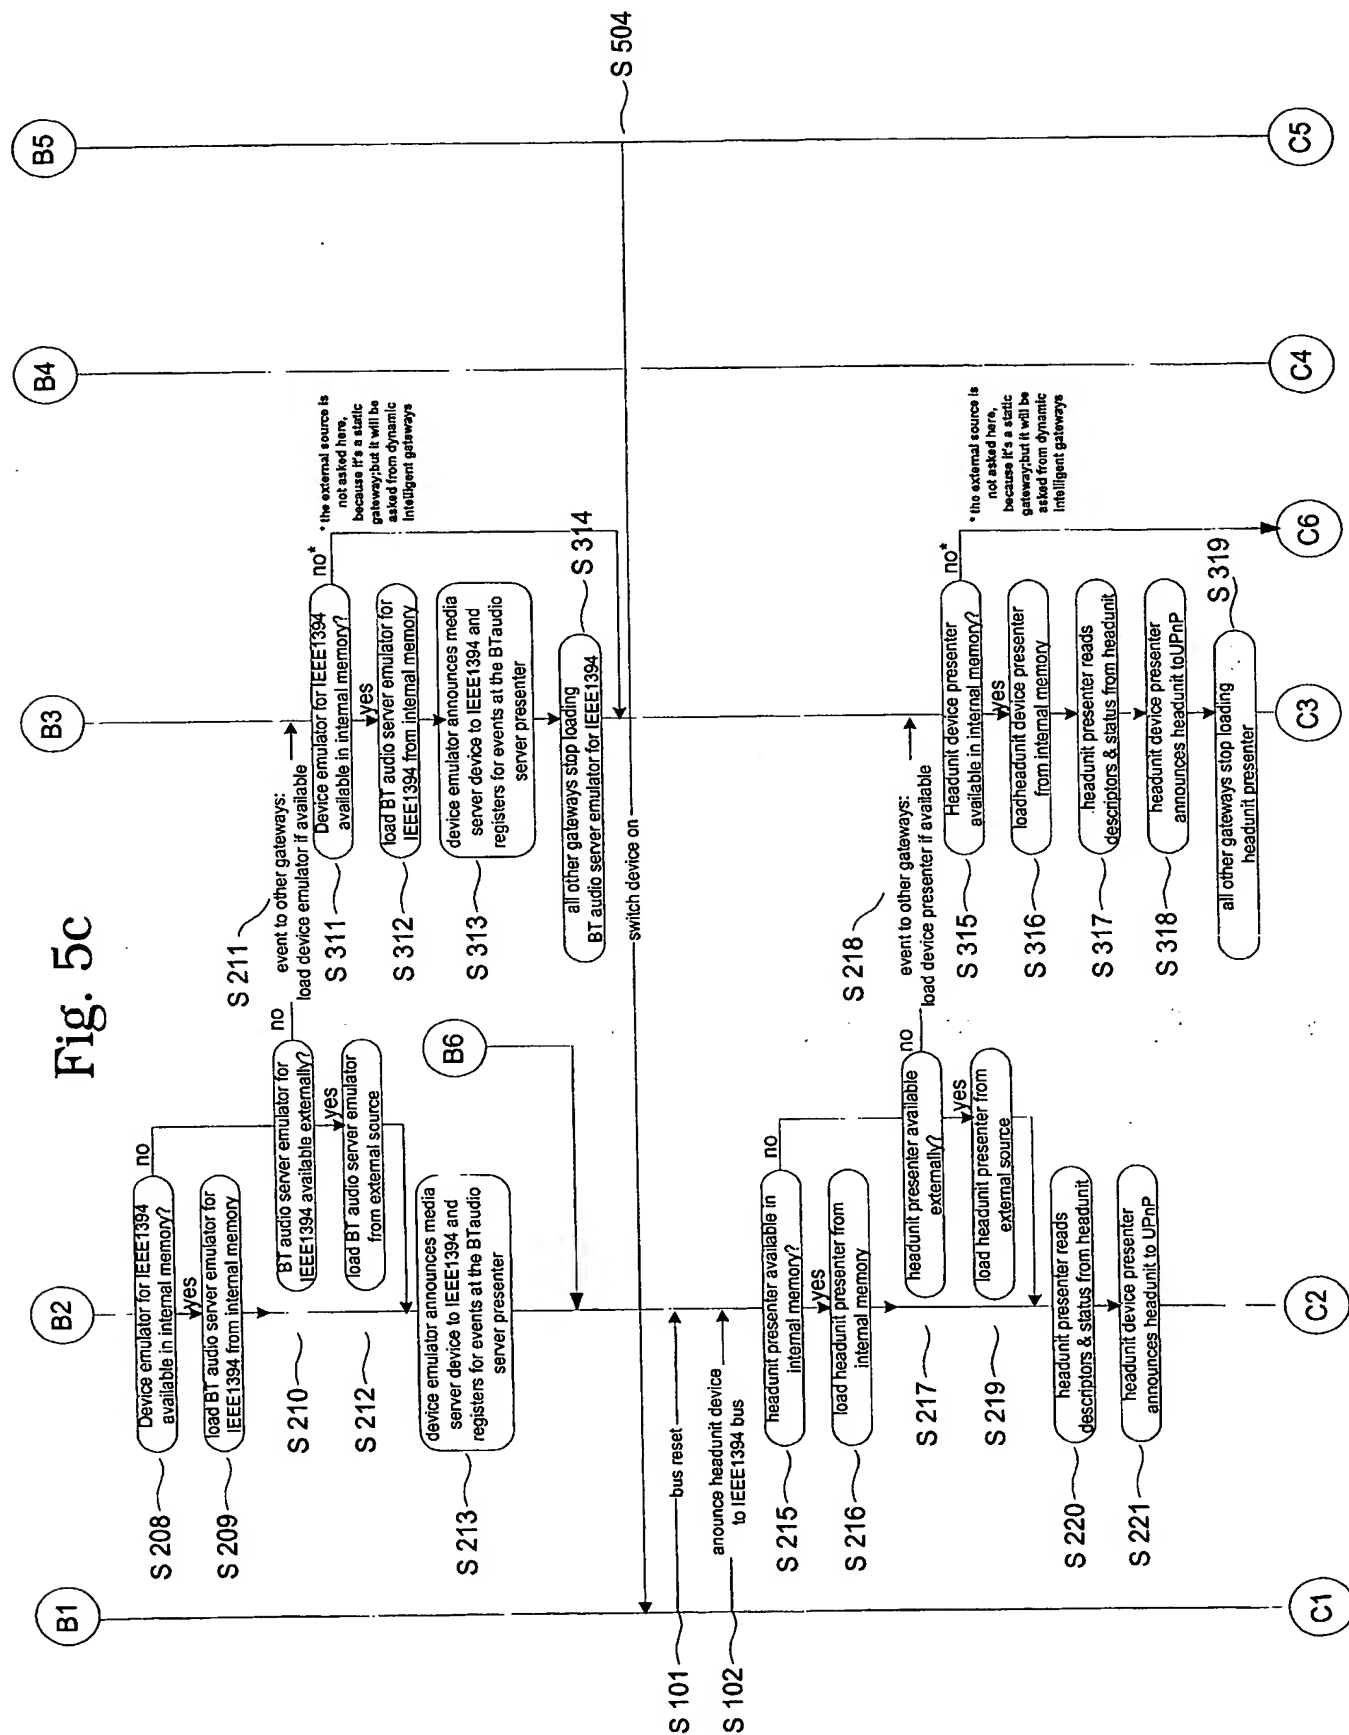 Fig. 5c
B1
B2
B3
B4
B5
S 208
Device emulator for IEEE1394
available in internal memory?
no
yes
S 209
load BT audio server emulator for
IEEE1394 from internal memory
S 210
BT audio server emulator for
IEEE1394 available externally?
no
yes
S 211
event to other gateways:
load device emulator if available
S 212
load BT audio server emulator
from external source
S 213
device emulator announces media
server device to IEEE1394 and
registers for events at the BTaudio
server presenter
B6
S 311
Device emulator for IEEE1394
available in internal memory?
no*
yes
* the external source is
not asked here,
because it's a static
gateway;but it will be
asked from dynamic
Intelligent gateways
S 312
load BT audio server emulator for
IEEE1394 from internal memory
S 313
device emulator announces media
server device to IEEE1394 and
registers for events at the BTaudio
server presenter
S 314
all other gateways stop loading
BT audio server emulator for IEEE1394
switch device on
S 504
S 101
bus reset
S 102
anounce headunit device
to IEEE1394 bus
S 215
headunit presenter available in
internal memory?
no
yes
S 216
load headunit presenter from
internal memory
S 217
headunit presenter available
externally?
no
yes
S 218
event to other gateways:
load device presenter if available
S 219
load headunit presenter from
external source
S 220
headunit presenter reads
descriptors & status from headunit
S 221
headunit device presenter
announces headunit to UPnP
S 315
Headunit device presenter
available in internal memory?
no*
yes
* the external source is
not asked here,
because it's a static
gateway;but it will be
asked from dynamic
Intelligent gateways
S 316
loadheadunit device presenter
from internal memory
S 317
headunit presenter reads
descriptors & status from headunit
S 318
headunit device presenter
announces headunit toUPnP
S 319
all other gateways stop loading
headunit presenter
C1
C2
C3
C6
C4
C5